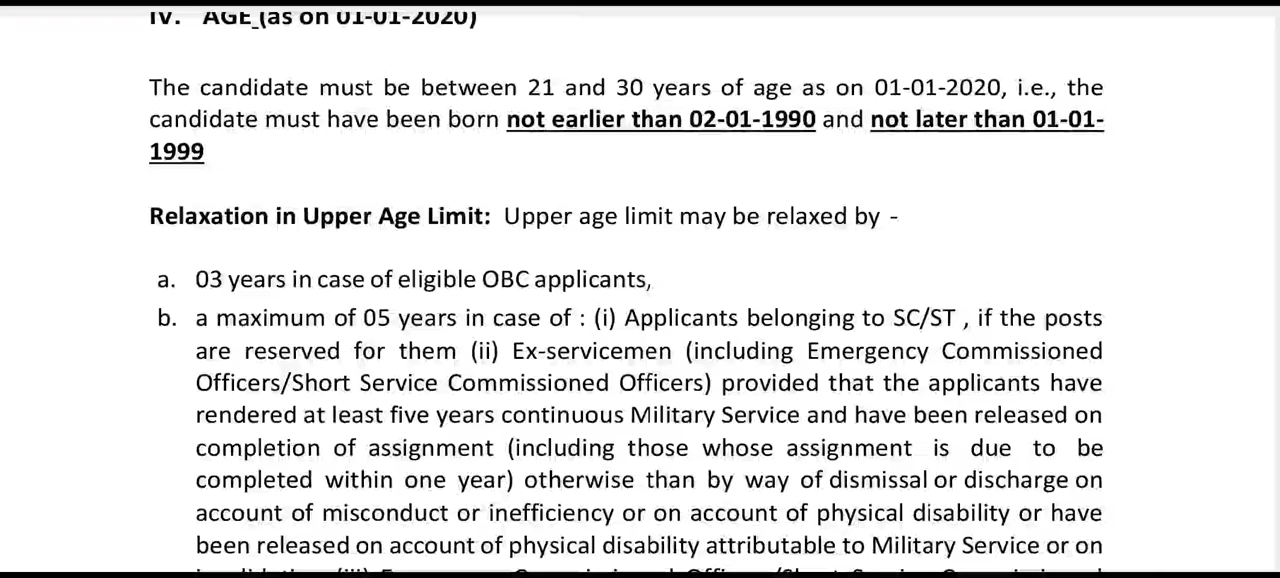 IV. AGE (as on 01-01-2020)
The candidate must be between 21 and 30 years of age as on 01-01-2020, i.e., the
candidate must have been born not earlier than 02-01-1990 and not later than 01-01-
1999
Relaxation in Upper Age Limit: Upper age limit may be relaxed by -
a. 03 years in case of eligible OBC applicants,
b. a maximum of 05 years in case of : (i) Applicants belonging to SC/ST , if the posts
are reserved for them (ii) Ex-servicemen (including Emergency Commissioned
Officers/Short Service Commissioned Officers) provided that the applicants have
rendered at least five years continuous Military Service and have been released on
completion of assignment (including those whose assignment is due to be
completed within one year) otherwise than by way of dismissal or discharge on
account of misconduct or inefficiency or on account of physical disability or have
been released on account of physical disability attributable to Military Service or on